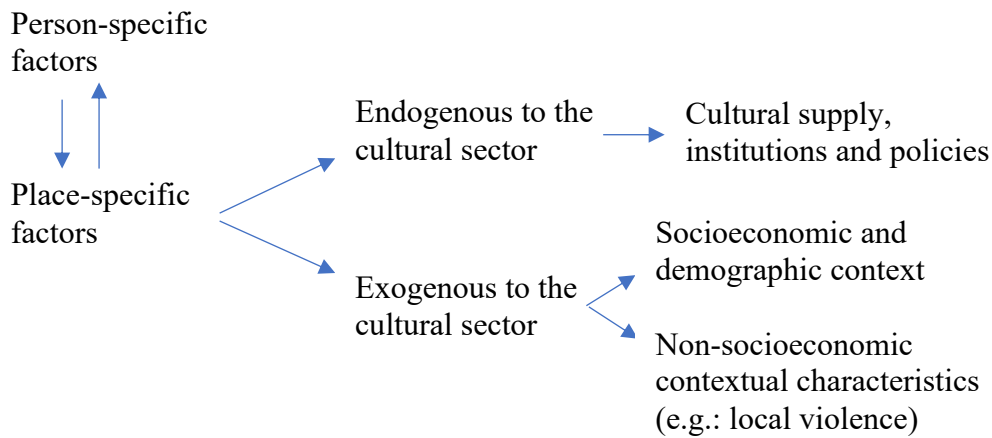 Person-specific
factors
Place-specific
factors
Endogenous to the
cultural sector
Cultural supply,
institutions and policies
Exogenous to the
cultural sector
Socioeconomic and
demographic context
Non-socioeconomic
contextual characteristics
(e.g.: local violence)